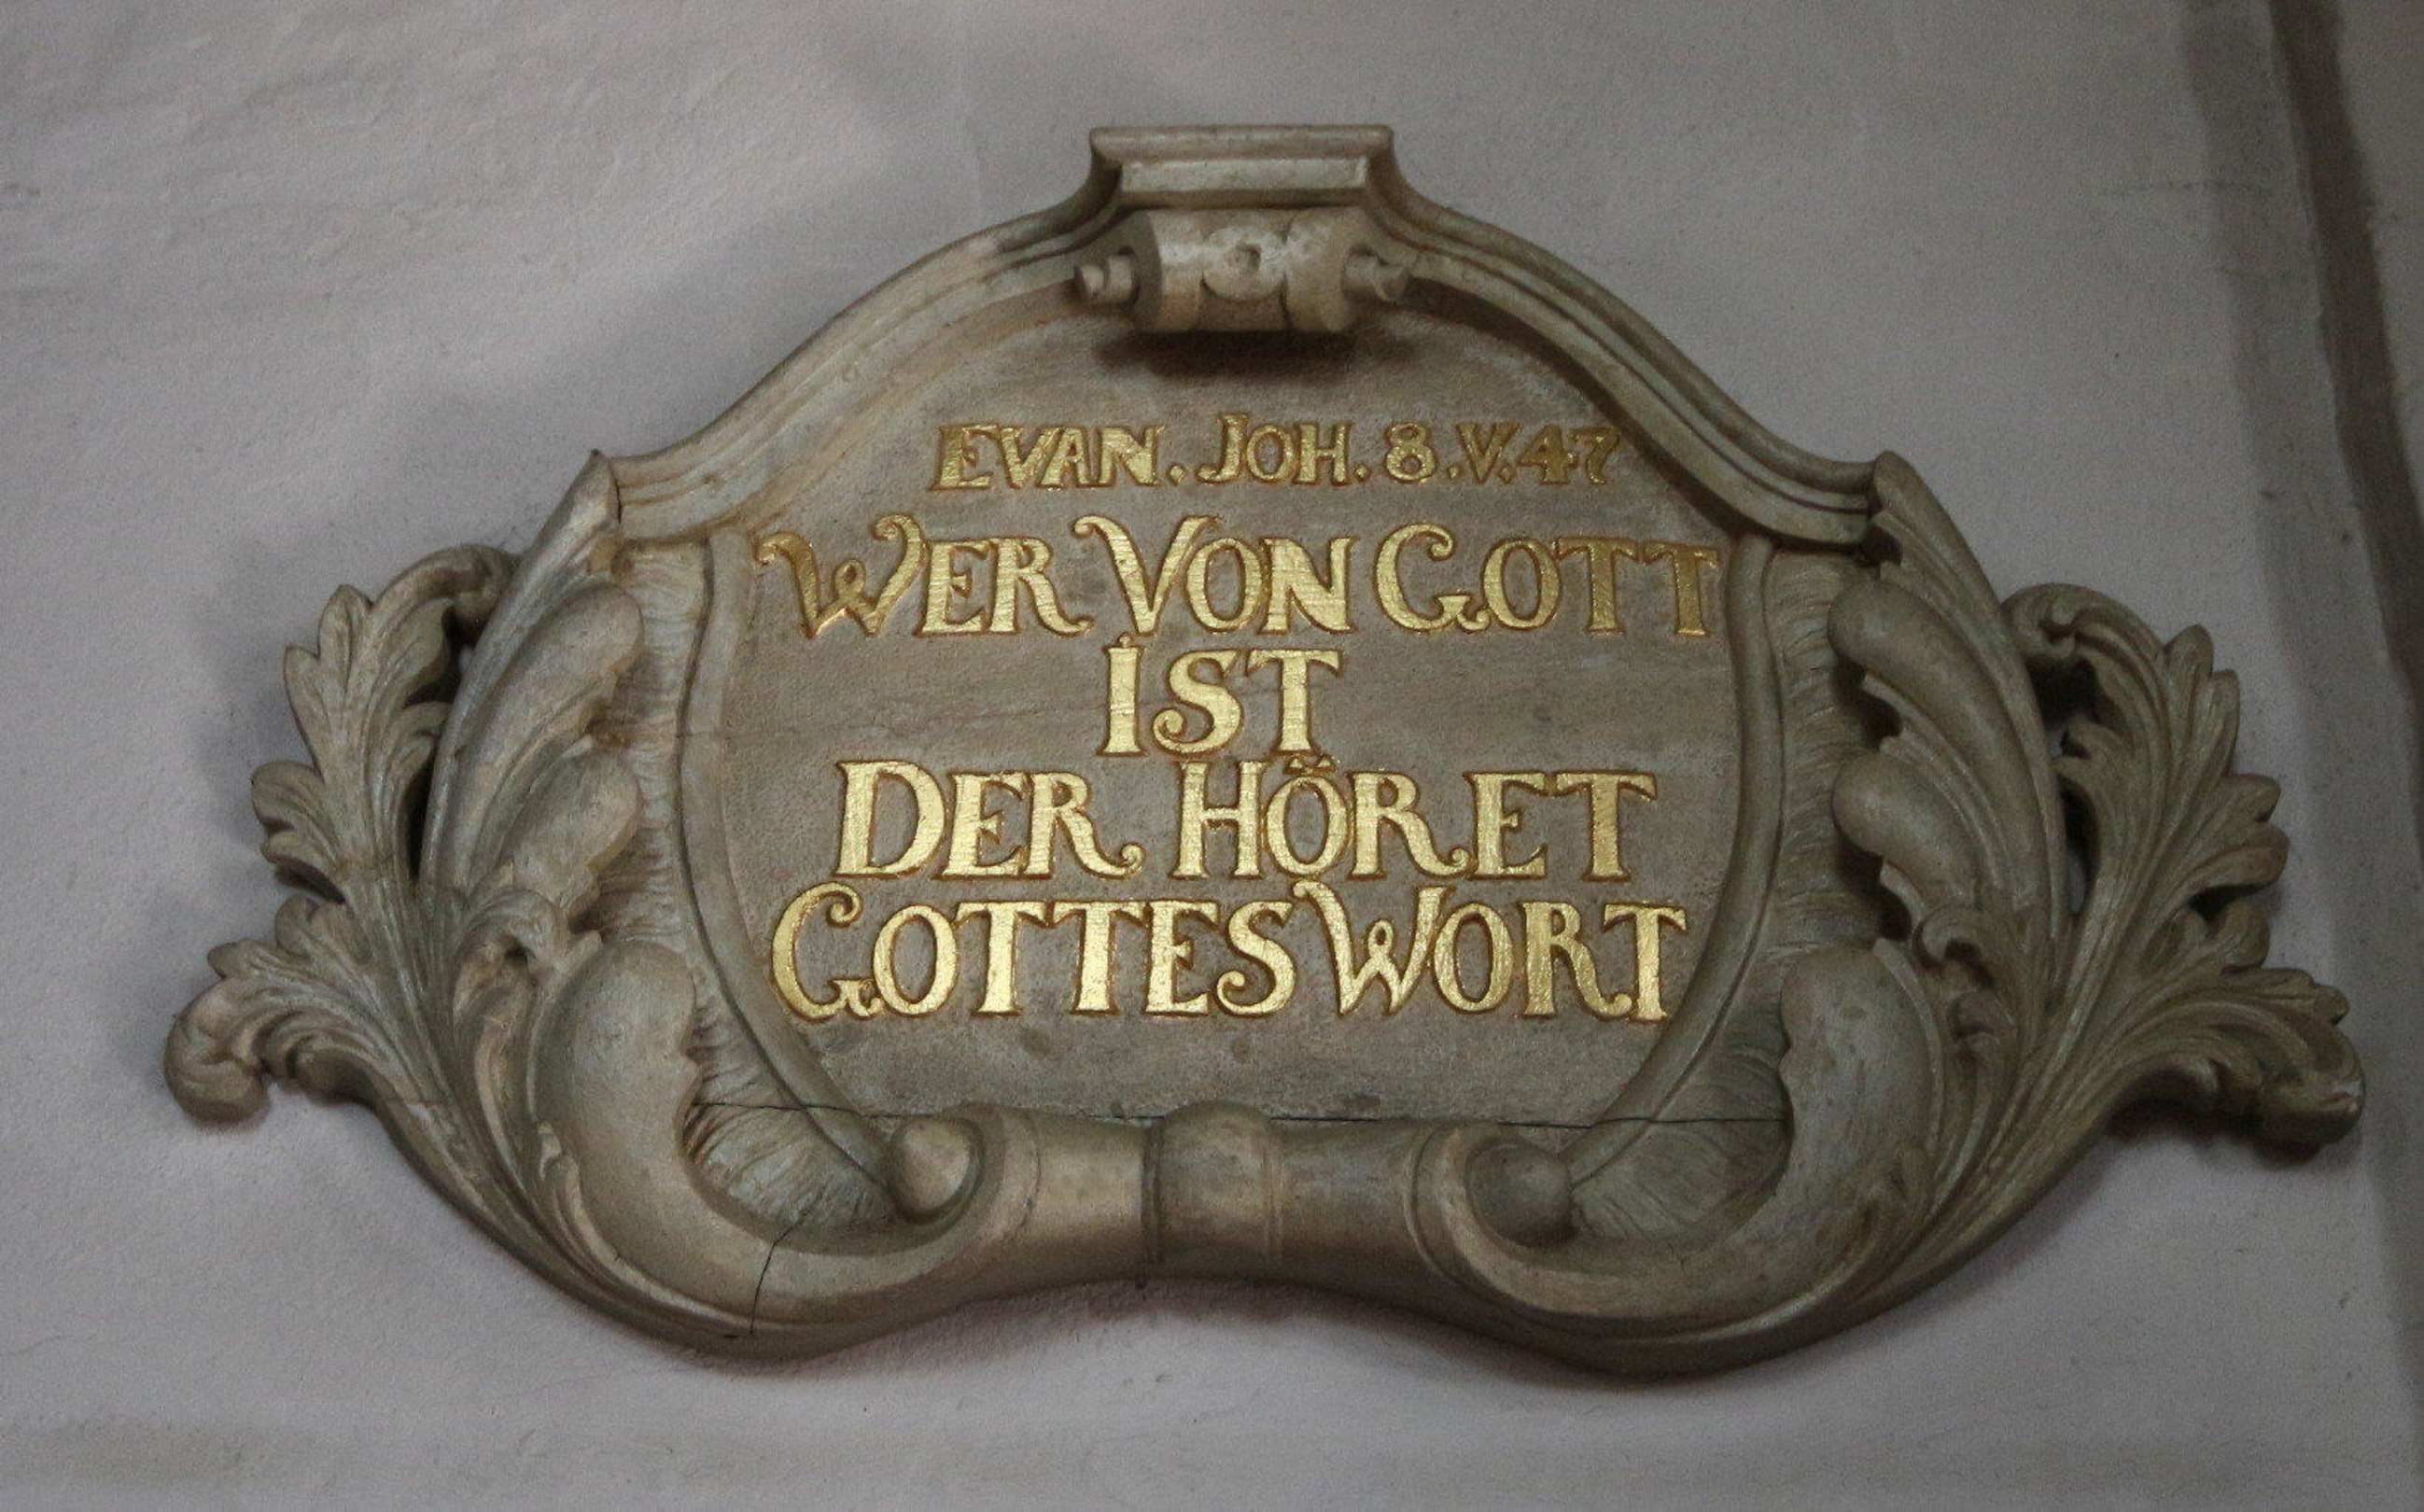 EVAN. JOH. 8. V. 47
WER VON GOTT
IST
DER HÖRET
GOTTES WORT